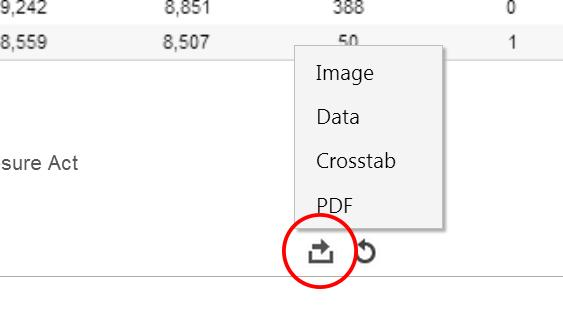 9,242 8,851 388 0
8,559 8,507 50 1
Image
Data
Crosstab
sure Act
PDF